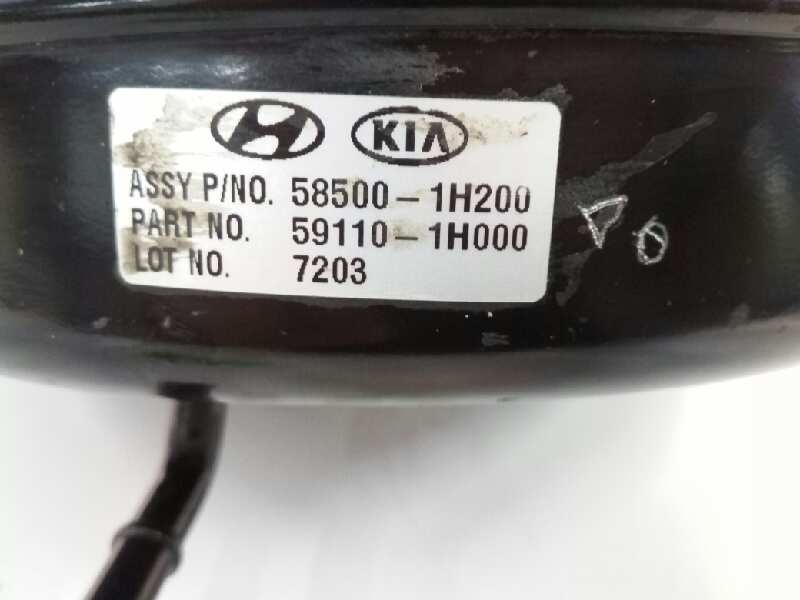 KIA
ASSY P/NO. 58500-1H200
PART NO. 59110-1H000
LOT NO. 7203